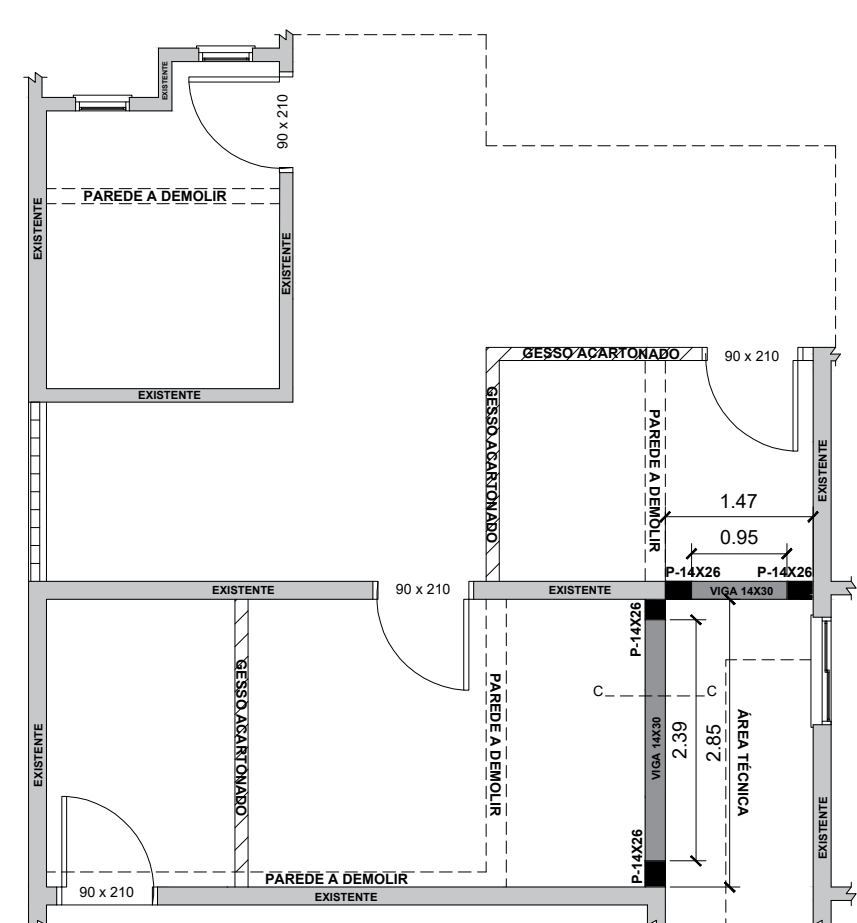 EXISTENTE
90 x 210
PAREDE A DEMOLIR
EXISTENTE
EXISTENTE
EXISTENTE
GESSO ACARTONADO
90 x 210
GESSO ACARTONADO
PAREDE A DEMOLIR
EXISTENTE
1.47
0.95
P-14X26
P-14X26
EXISTENTE
90 x 210
EXISTENTE
VIGA 14X30
P-14X26
GESSO ACARTONADO
PAREDE A DEMOLIR
C
C
EXISTENTE
VIGA 14X30
2.39
2.85
ÁREA TÉCNICA
EXISTENTE
P-14X26
PAREDE A DEMOLIR
90 x 210
EXISTENTE